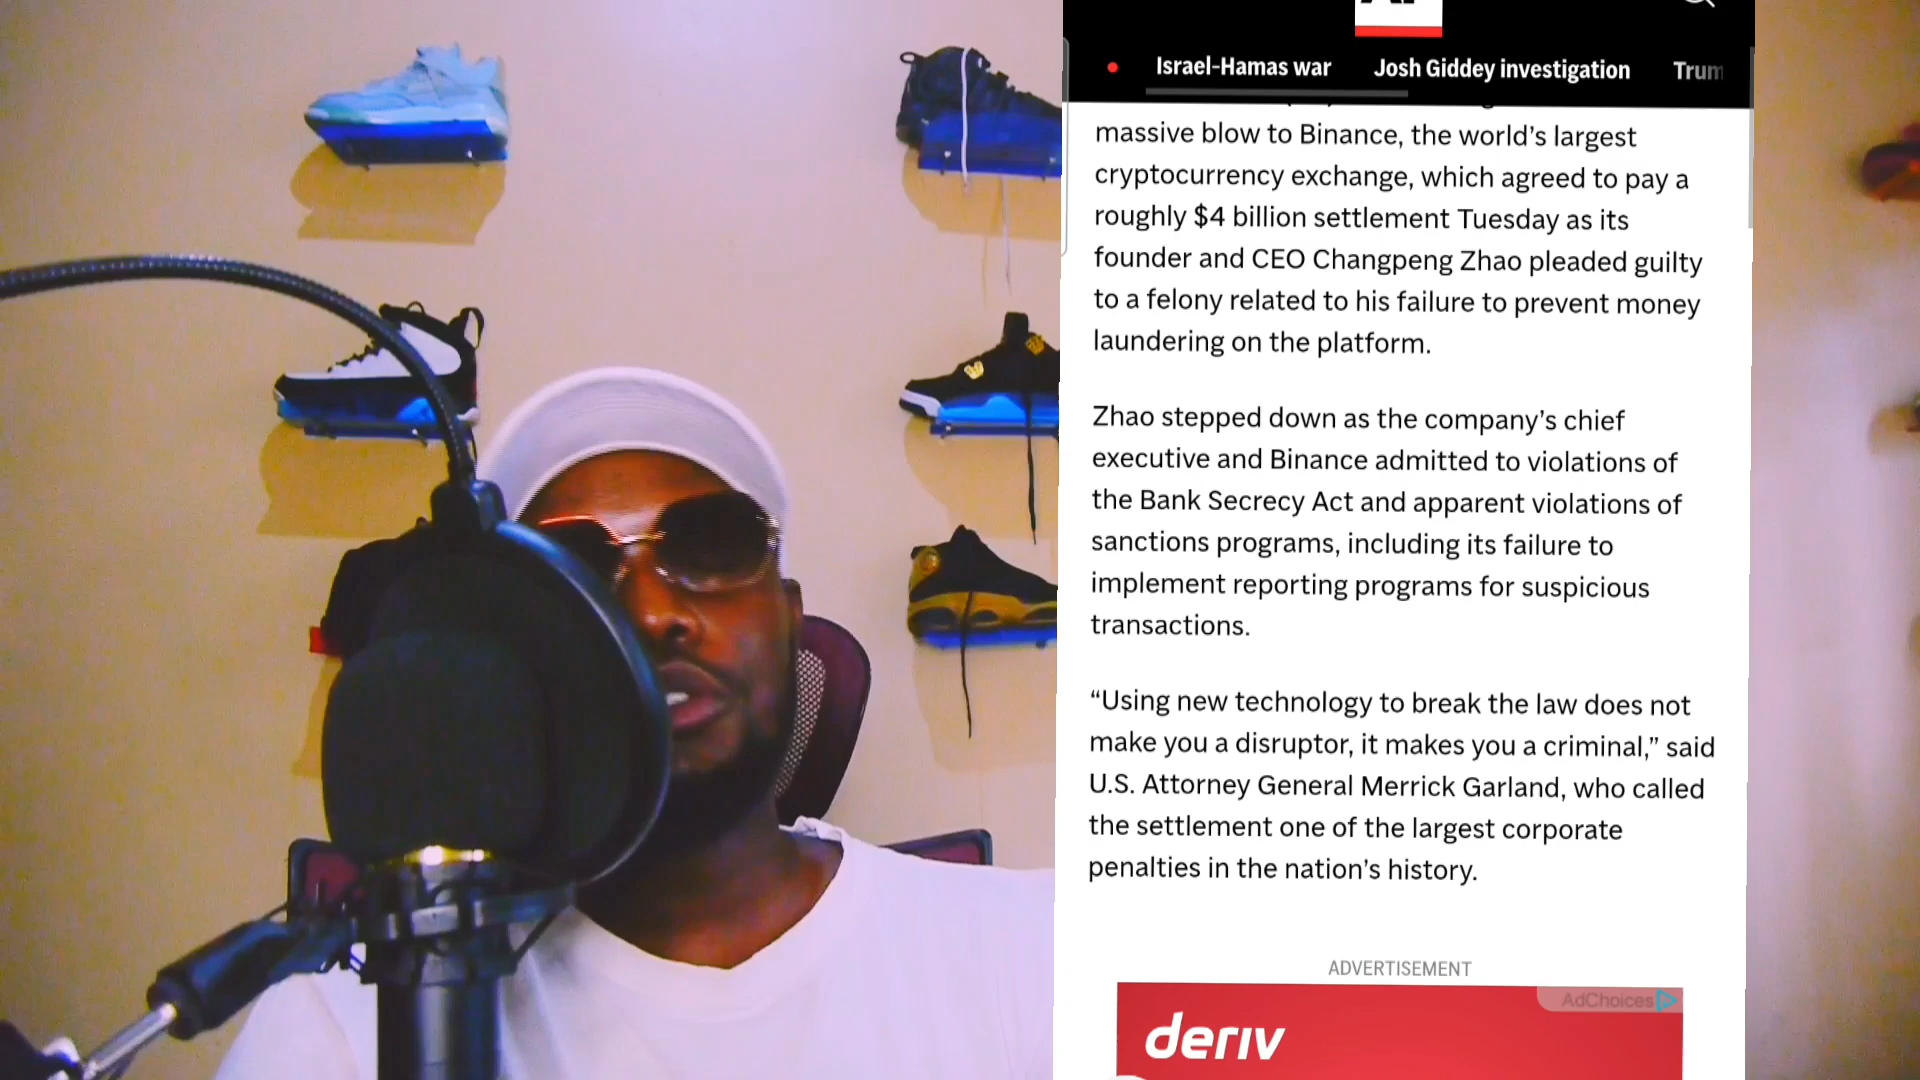 Israel-Hamas war Josh Giddey investigation Trum
massive blow to Binance, the world’s largest
cryptocurrency exchange, which agreed to pay a
roughly $4 billion settlement Tuesday as its
founder and CEO Changpeng Zhao pleaded guilty
to a felony related to his failure to prevent money
laundering on the platform.
Zhao stepped down as the company’s chief
executive and Binance admitted to violations of
the Bank Secrecy Act and apparent violations of
sanctions programs, including its failure to
implement reporting programs for suspicious
transactions.
“Using new technology to break the law does not
make you a disruptor, it makes you a criminal,” said
U.S. Attorney General Merrick Garland, who called
the settlement one of the largest corporate
penalties in the nation’s history.
ADVERTISEMENT
AdChoices
deriv